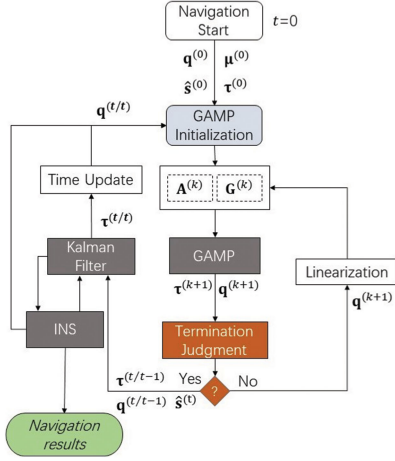 Navigation
Start
t=0
q^(0) μ^(0)
ŝ^(0) τ^(0)
q^(t/t)
GAMP
Initialization
Time Update
A^(k) G^(k)
τ^(t/t)
Kalman
Filter
GAMP
Linearization
τ^(k+1) q^(k+1)
q^(k+1)
INS
Termination
Judgment
τ^(t/t−1) Yes ? No
q^(t/t−1) ŝ^(t)
Navigation
results